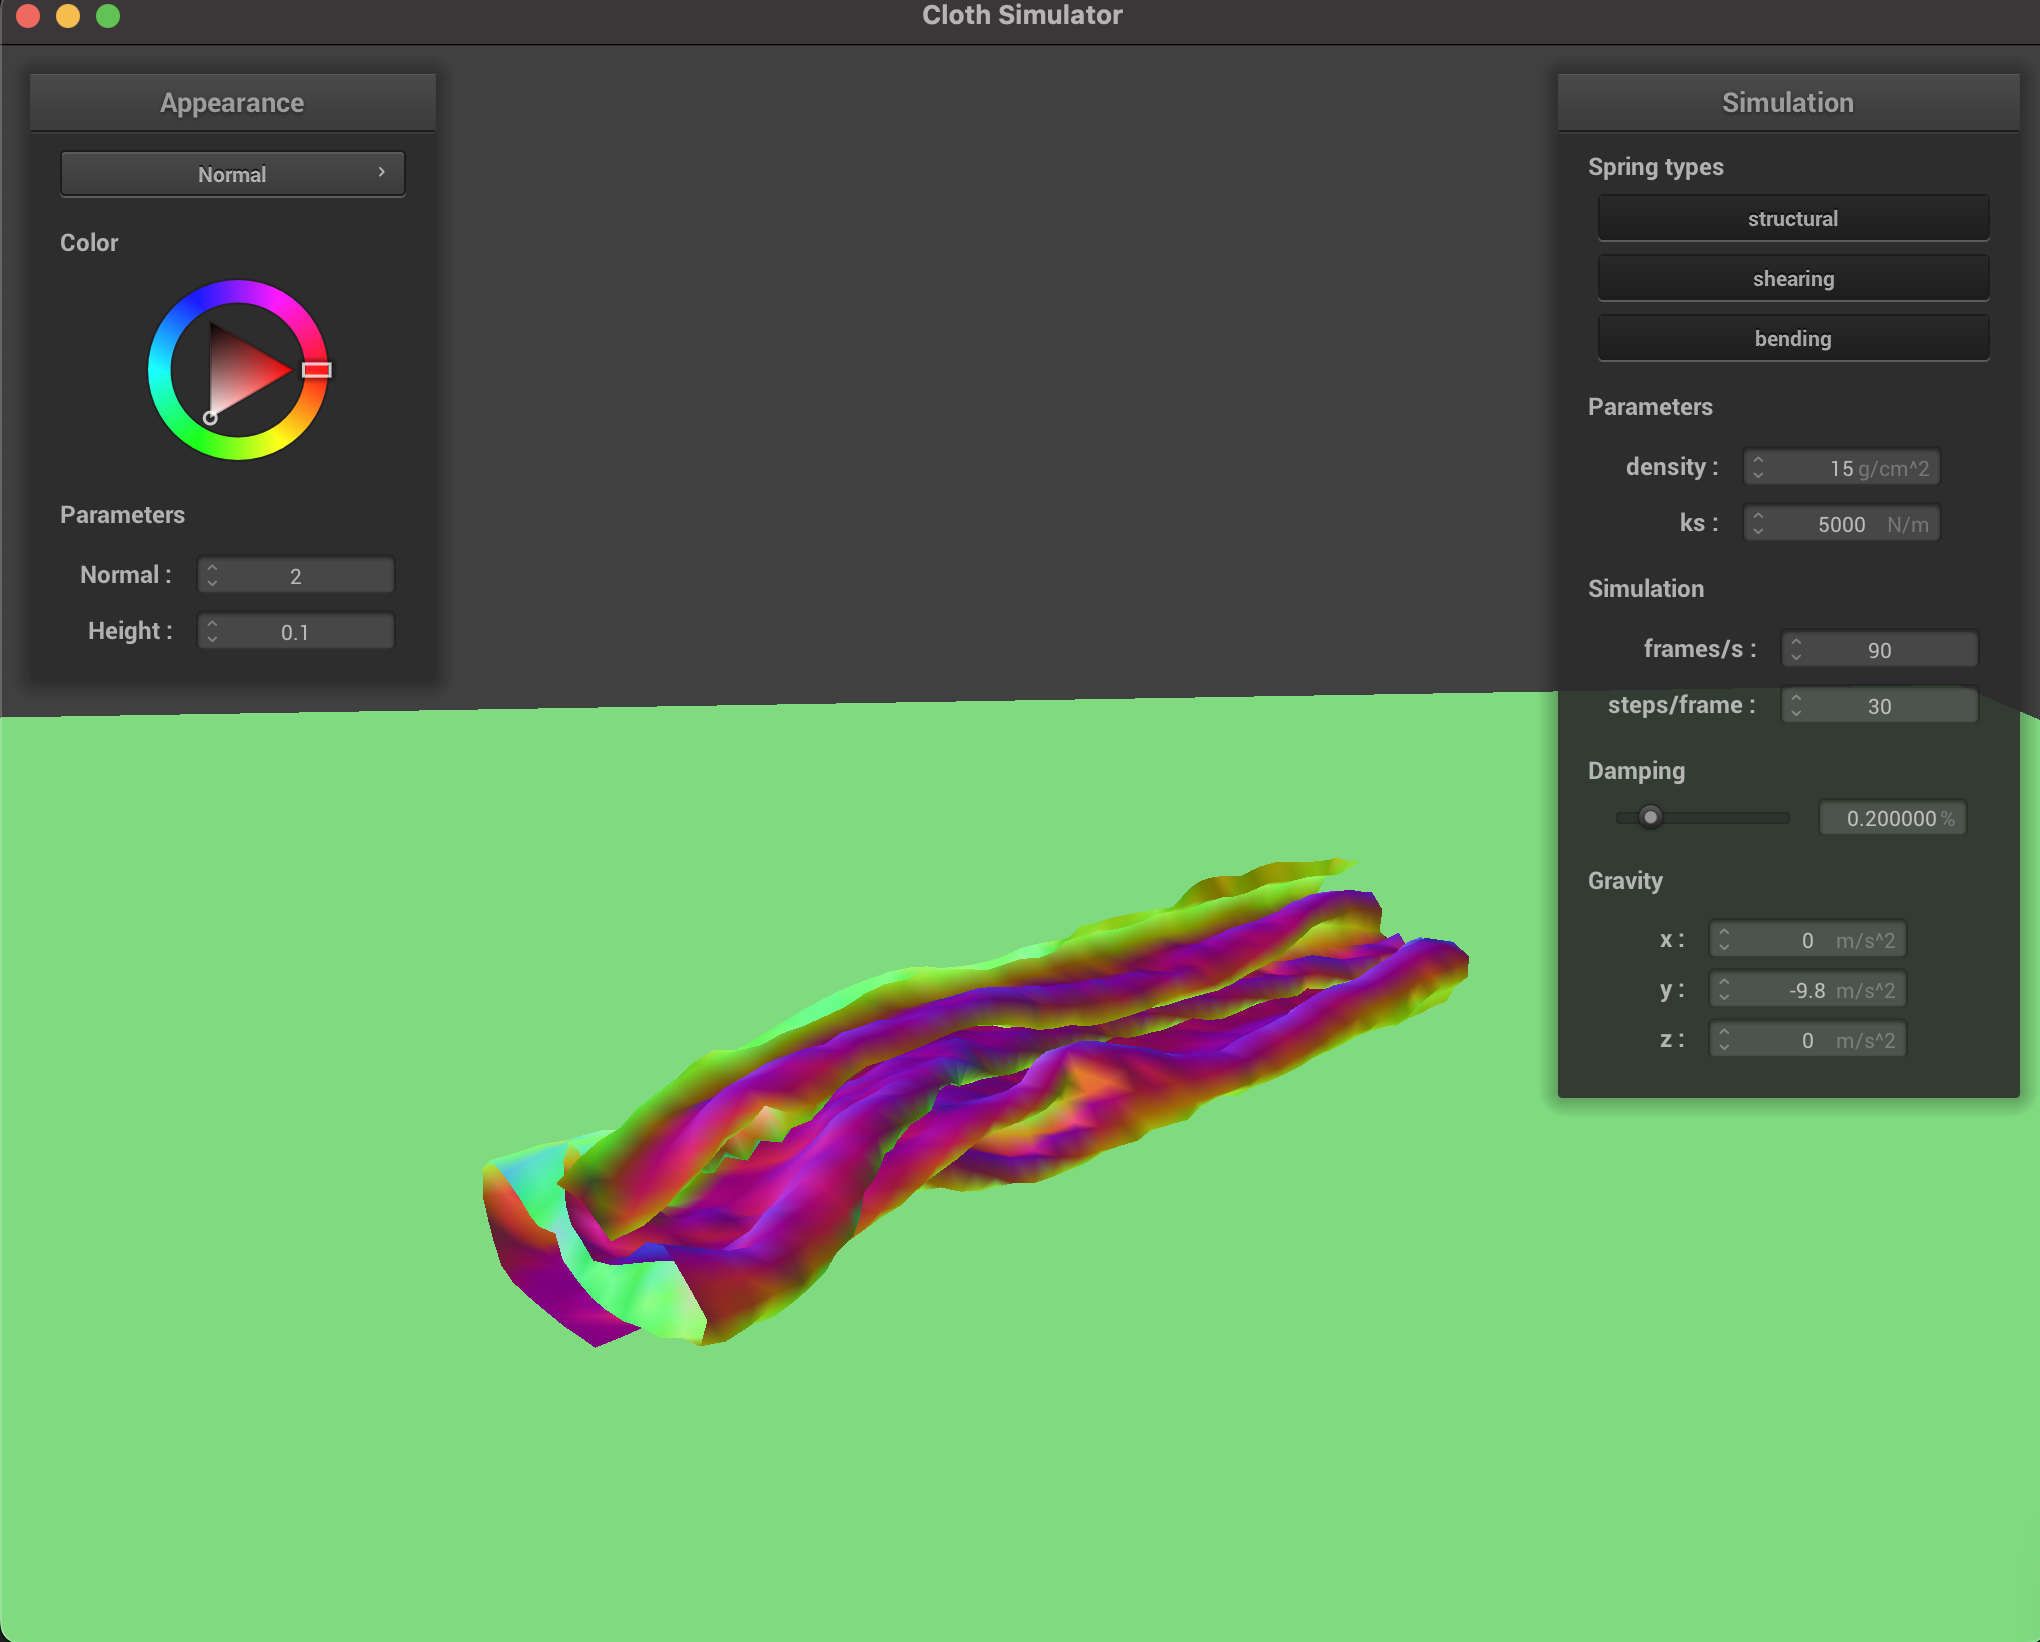 Cloth Simulator
Appearance
Normal
Color
Parameters
Normal : 2
Height : 0.1
Simulation
Spring types
structural
shearing
bending
Parameters
density : 15 g/cm^2
ks : 5000 N/m
Simulation
frames/s : 90
steps/frame : 30
Damping
0.200000 %
Gravity
x : 0 m/s^2
y : -9.8 m/s^2
z : 0 m/s^2